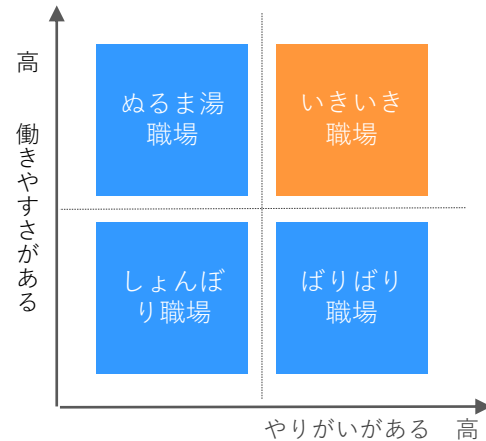 高
働きやすさがある
ぬるま湯
職場
いきいき
職場
しょんぼ
り職場
ばりばり
職場
やりがいがある 高